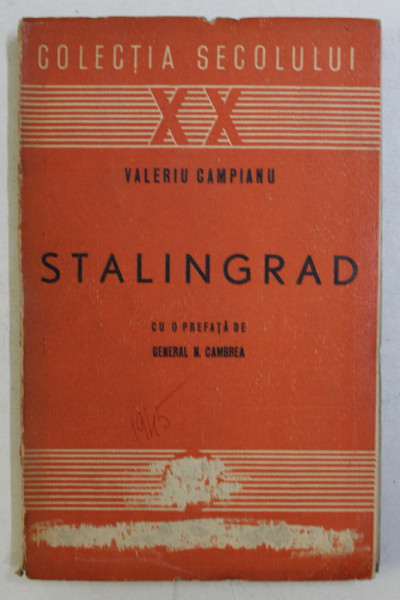 COLECȚIA SECOLULUI
XX
VALERIU CAMPIANU
STALINGRAD
CU O PREFAȚĂ DE
GENERAL N. CAMBREA
1945